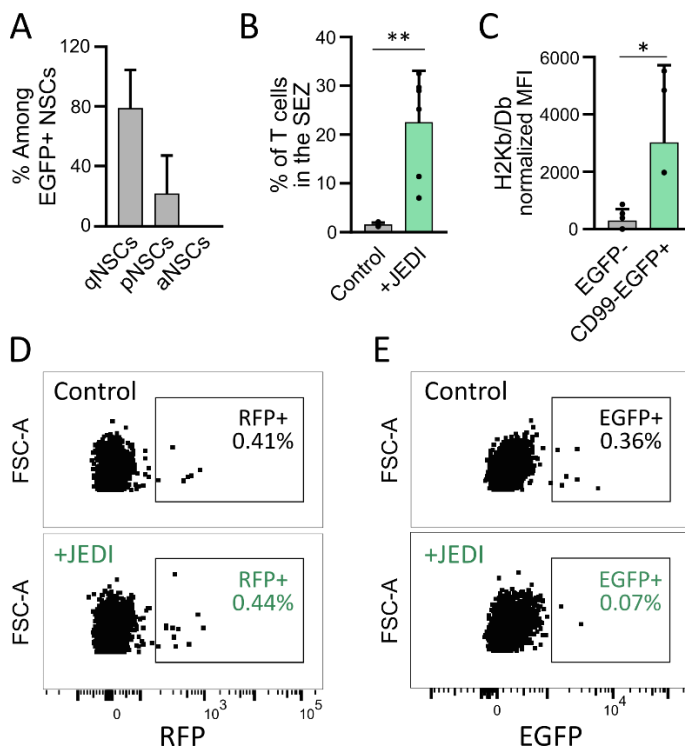 A
% Among
EGFP+ NSCs
120
80
40
0
qNSCs
pNSCs
aNSCs
B
% of T cells
in the SEZ
40
30
20
10
0
**
Control
+JEDI
C
H2Kb/Db
normalized MFI
6000
4000
2000
0
*
EGFP-
CD99-EGFP+
D
Control
FSC-A
RFP+
0.41%
+JEDI
FSC-A
RFP+
0.44%
0
10³
10⁵
RFP
E
Control
FSC-A
EGFP+
0.36%
+JEDI
FSC-A
EGFP+
0.07%
0
10⁴
EGFP